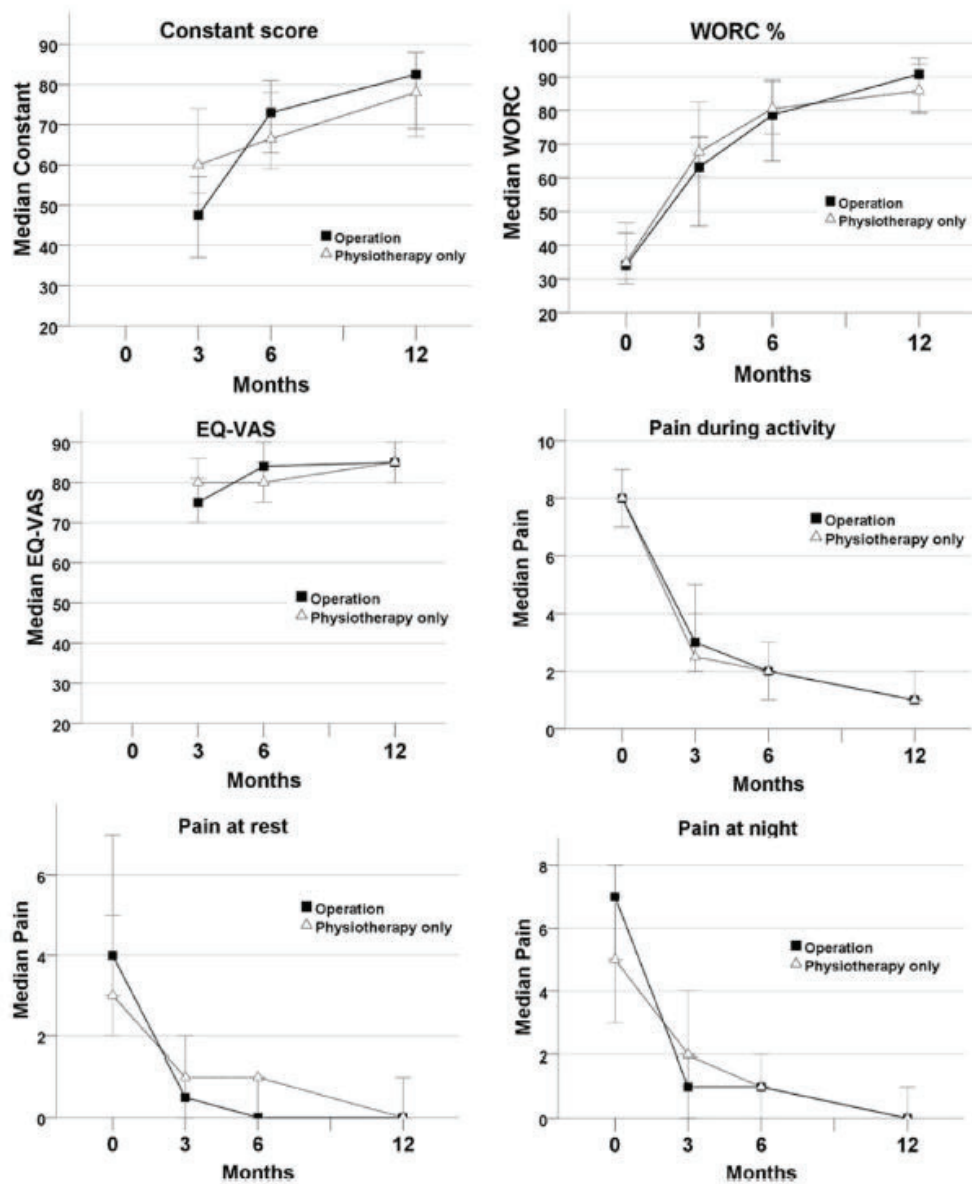 Constant score
Median Constant
90
80
70
60
50
40
30
20
Operation
Physiotherapy only
0 3 6 12
Months
WORC %
Median WORC
100
90
80
70
60
50
40
30
20
Operation
Physiotherapy only
0 3 6 12
Months
EQ-VAS
Median EQ-VAS
90
80
70
60
50
40
30
20
Operation
Physiotherapy only
0 3 6 12
Months
Pain during activity
Median Pain
10
8
6
4
2
0
Operation
Physiotherapy only
0 3 6 12
Months
Pain at rest
Median Pain
6
4
2
0
Operation
Physiotherapy only
0 3 6 12
Months
Pain at night
Median Pain
8
6
4
2
0
Operation
Physiotherapy only
0 3 6 12
Months